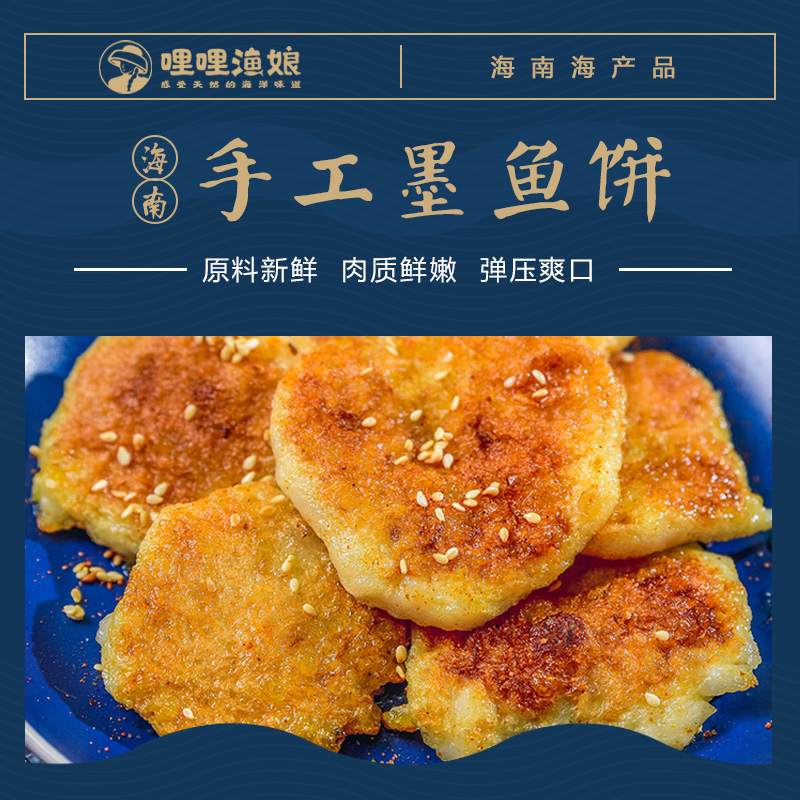 哩哩渔娘
感受天然的海洋味道
海南海产品
海南
手工墨鱼饼
原料新鲜 肉质鲜嫩 弹压爽口